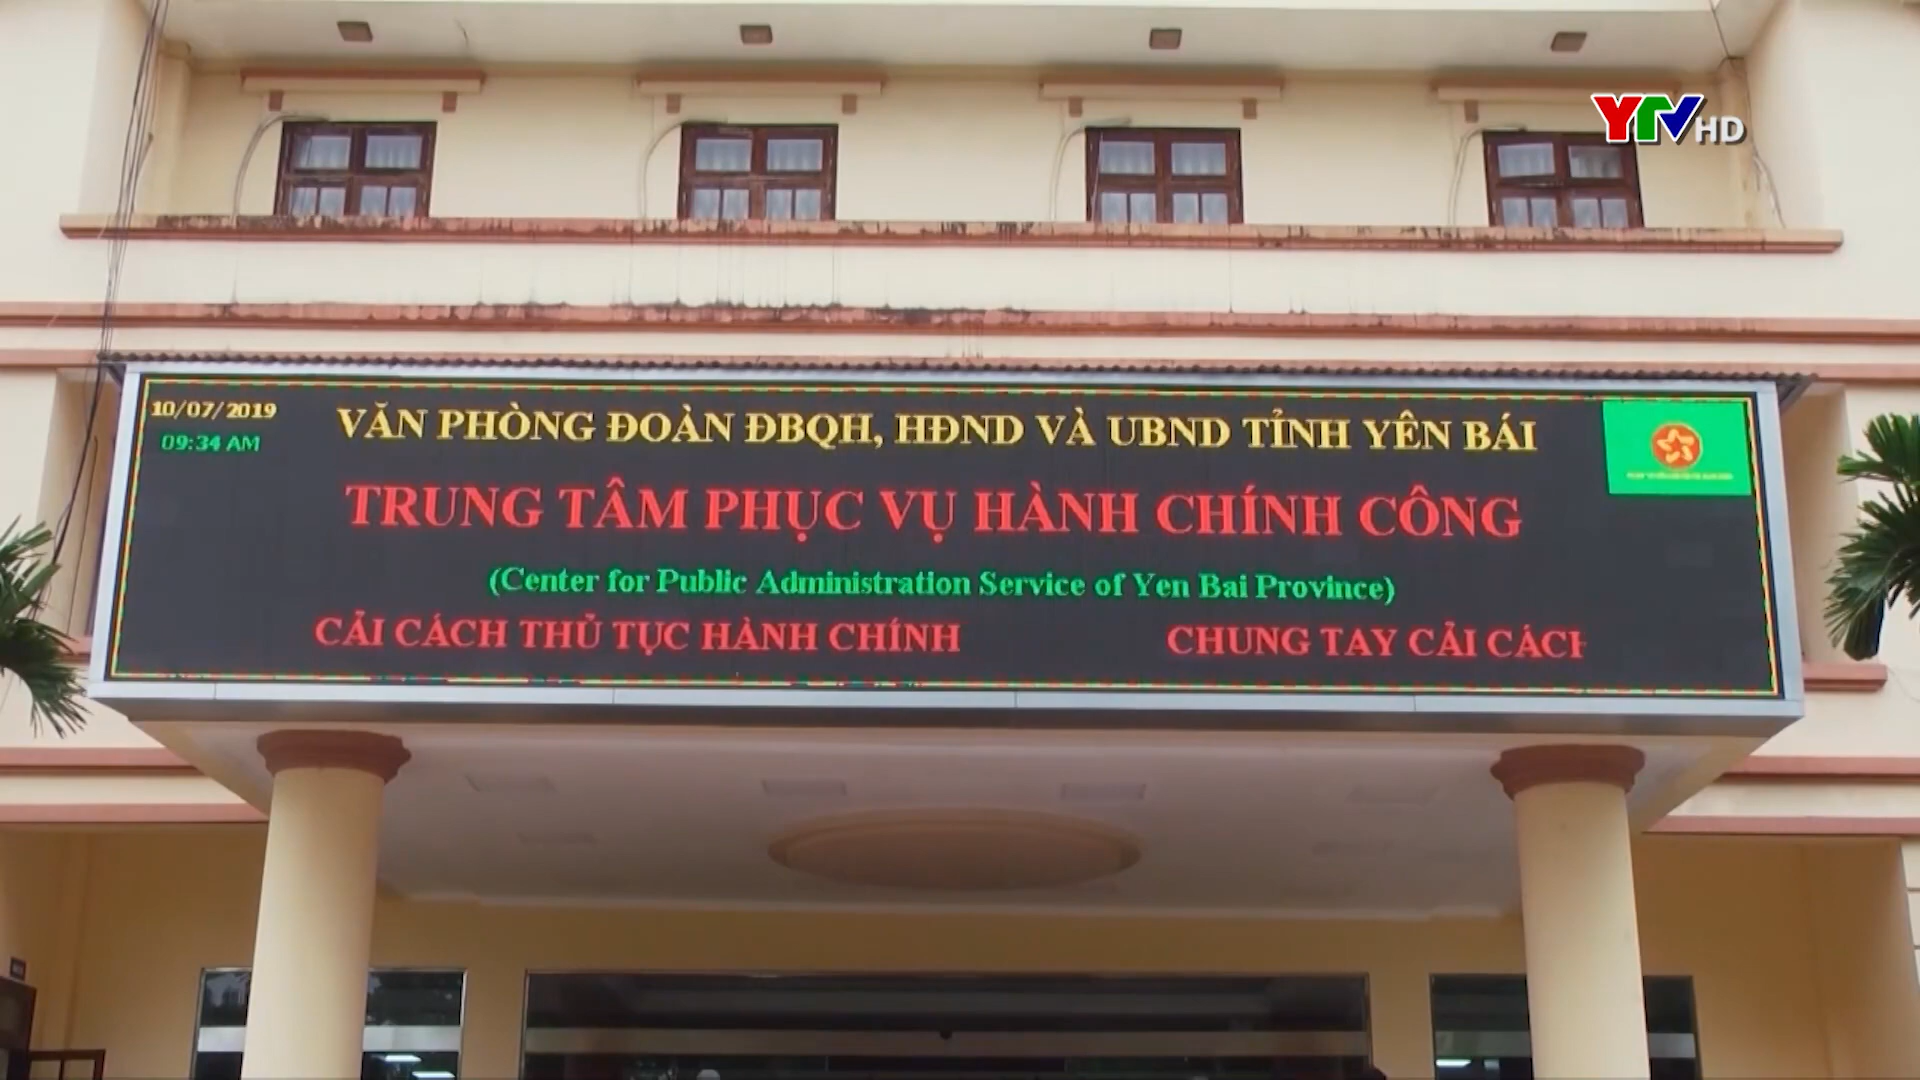 YTV HD
10/07/2019
09:34 AM
VĂN PHÒNG ĐOÀN ĐBQH, HĐND VÀ UBND TỈNH YÊN BÁI
TRUNG TÂM PHỤC VỤ HÀNH CHÍNH CÔNG
(Center for Public Administration Service of Yen Bai Province)
CẢI CÁCH THỦ TỤC HÀNH CHÍNH CHUNG TAY CẢI CÁCH